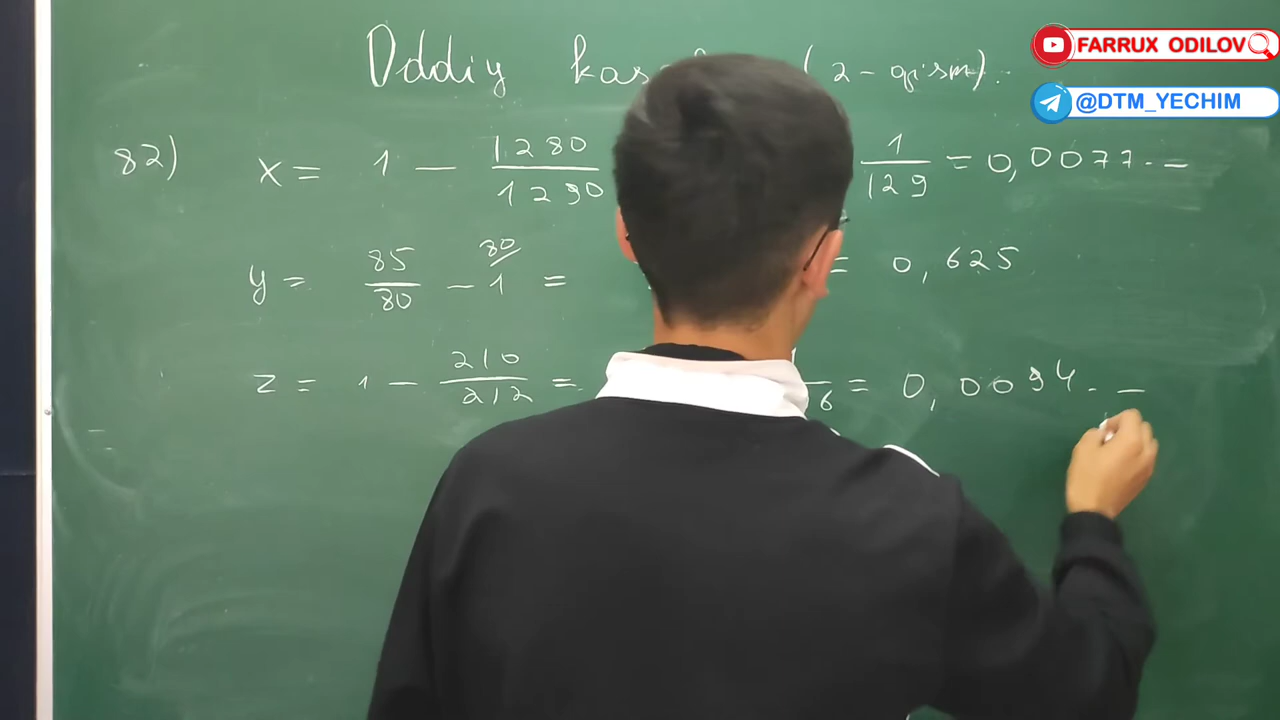 Oddiy (2-qism).
FARRUX ODILOV
@DTM_YECHIM
82) x = 1 - 1280/1290 1/129 = 0,0077...
y = 85/80 - 1 80 = = 0,625
z = 1 - 210/212 = 6 = 0,0094...